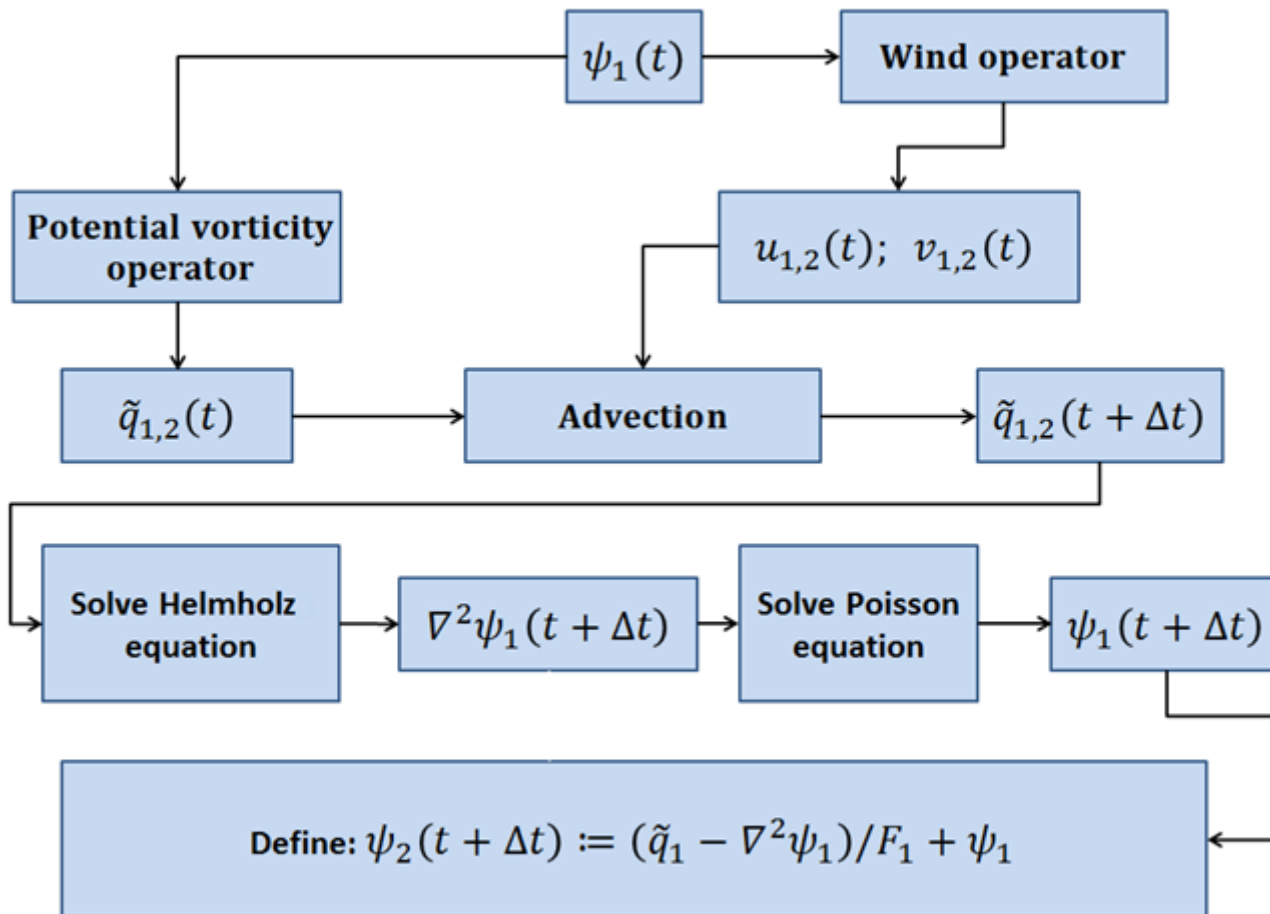 ψ₁(t)
Wind operator
Potential vorticity
operator
u₁,₂(t); v₁,₂(t)
q̃₁,₂(t)
Advection
q̃₁,₂(t + Δt)
Solve Helmholz
equation
∇²ψ₁(t + Δt)
Solve Poisson
equation
ψ₁(t + Δt)
Define: ψ₂(t + Δt) ≔ (q̃₁ − ∇²ψ₁)/F₁ + ψ₁